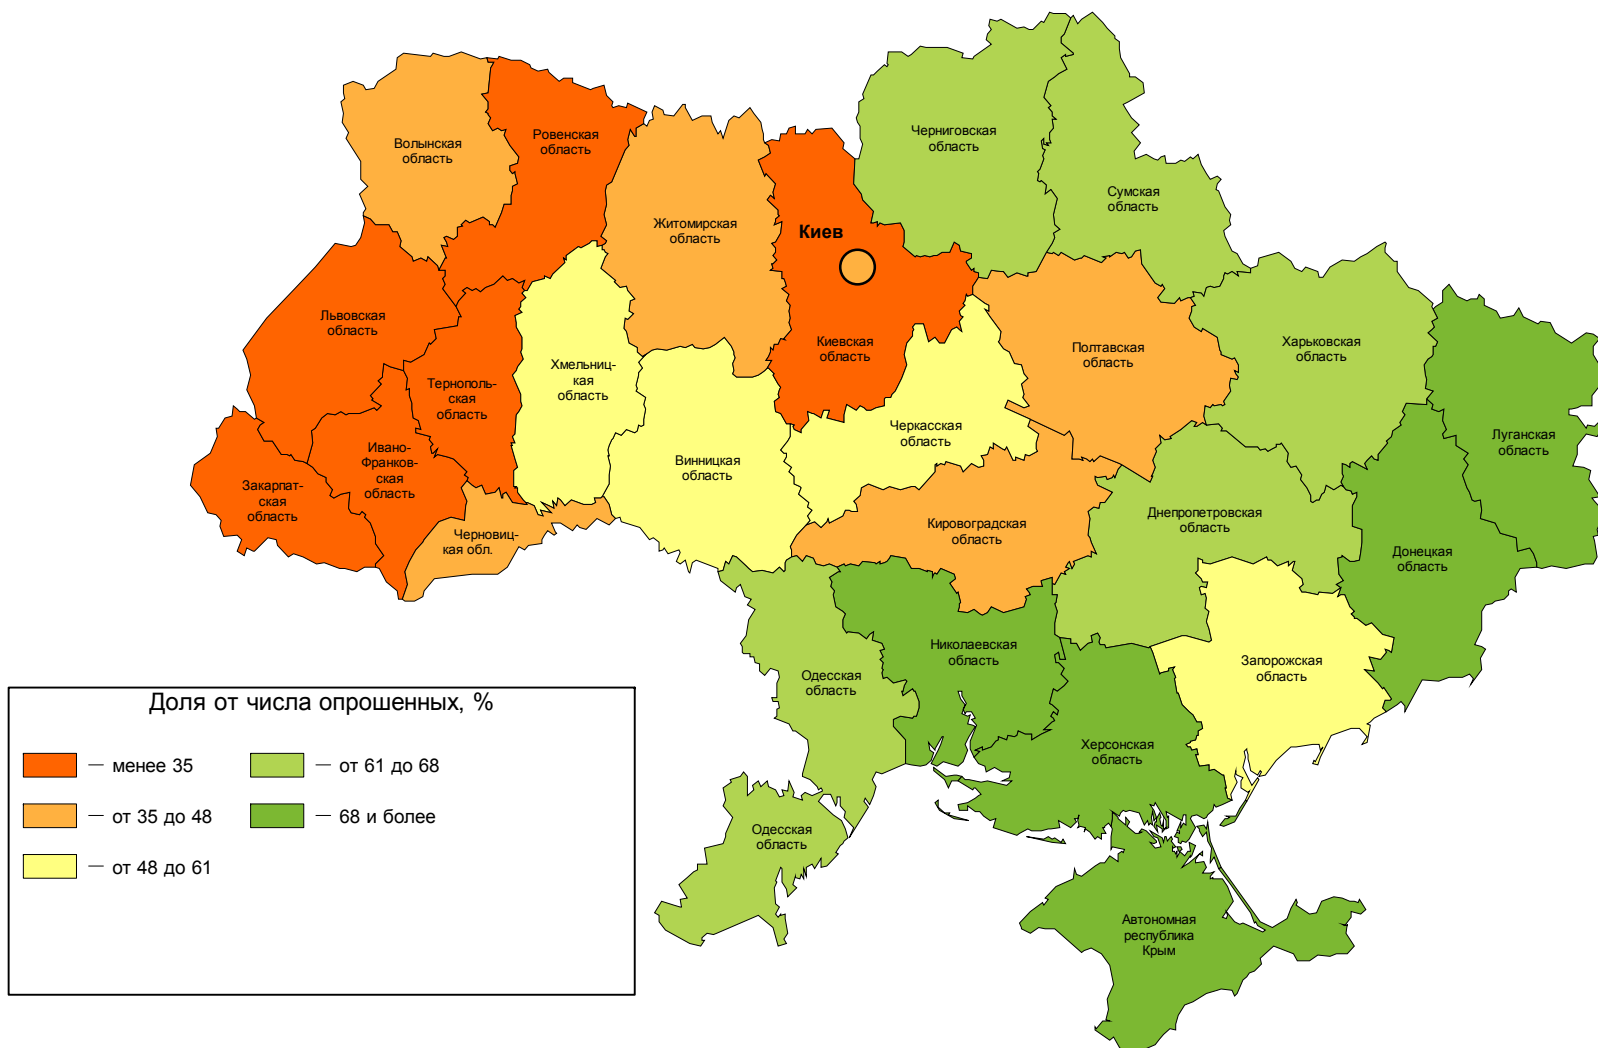 Волынская
область
Ровенская
область
Житомирская
область
Киев
Черниговская
область
Сумская
область
Львовская
область
Тернополь-
ская
область
Хмельниц-
кая
область
Киевская
область
Полтавская
область
Харьковская
область
Луганская
область
Закарпат-
ская
область
Ивано-
Франков-
ская
область
Черновиц-
кая обл.
Винницкая
область
Черкасская
область
Кировоградская
область
Днепропетровская
область
Донецкая
область
Одесская
область
Николаевская
область
Херсонская
область
Запорожская
область
Одесская
область
Автономная
республика
Крым
Доля от числа опрошенных, %
— менее 35
— от 35 до 48
— от 48 до 61
— от 61 до 68
— 68 и более